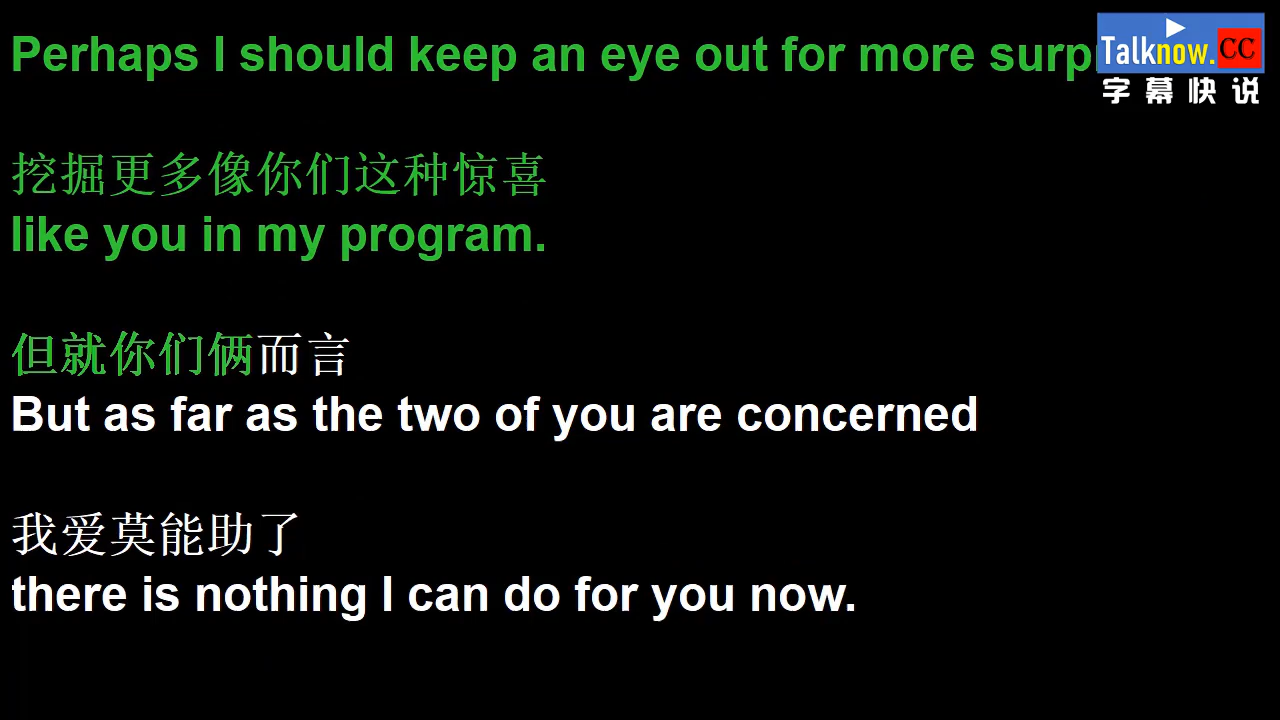 Perhaps I should keep an eye out for more
Talknow.CC
字幕快说
挖掘更多像你们这种惊喜
like you in my program.
但就你们俩而言
But as far as the two of you are concerned
我爱莫能助了
there is nothing I can do for you now.